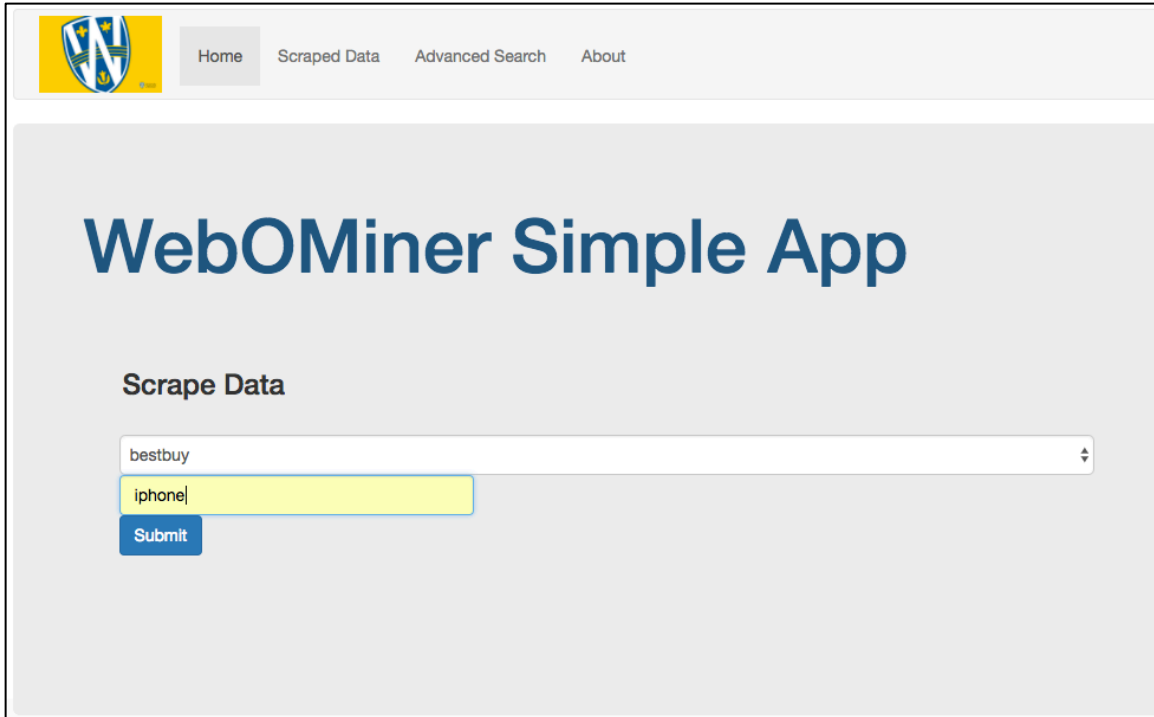 Home Scraped Data Advanced Search About
WebOMiner Simple App
Scrape Data
bestbuy
iphone
Submit